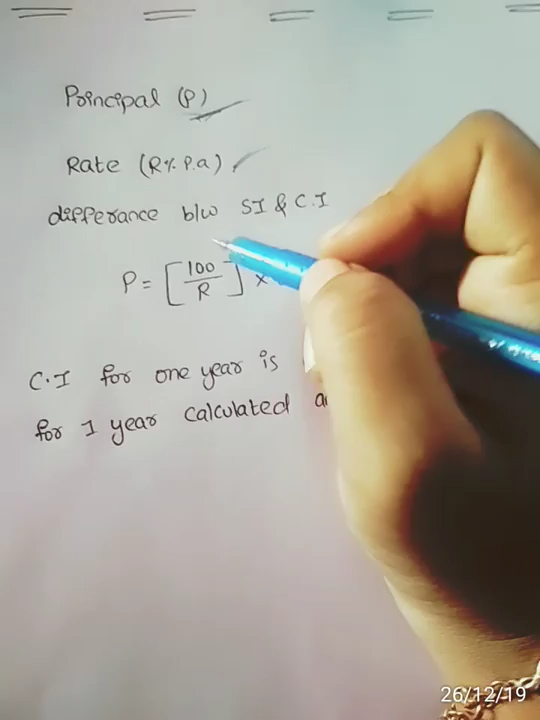 Principal (P)
Rate (R% P.a)
differance b/w SI & C.I
P = [100/R] ×
C.I for one year is
for 1 year calculated
26/12/19